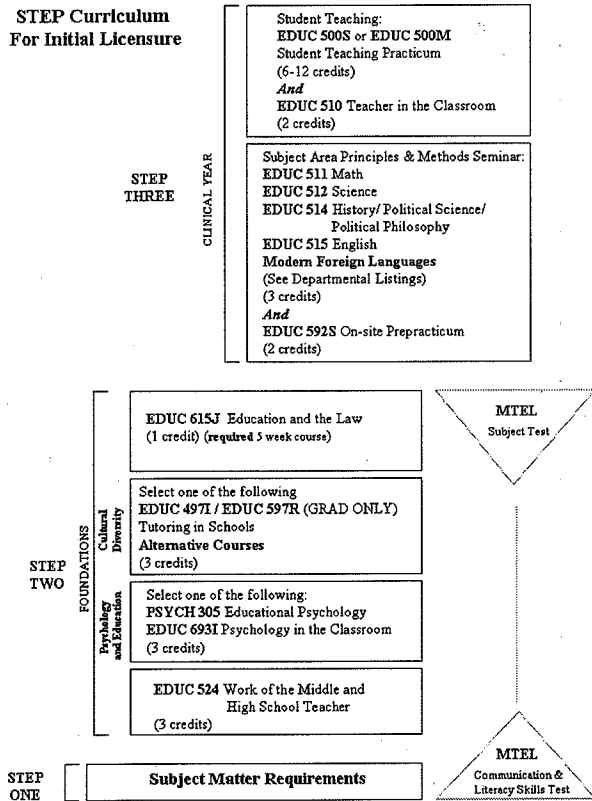 STEP Curriculum
For Initial Licensure
Student Teaching:
EDUC 500S or EDUC 500M
Student Teaching Practicum
(6-12 credits)
And
EDUC 510 Teacher in the Classroom
(2 credits)
STEP
THREE
CLINICAL YEAR
Subject Area Principles & Methods Seminar:
EDUC 511 Math
EDUC 512 Science
EDUC 514 History/ Political Science/
Political Philosophy
EDUC 515 English
Modern Foreign Languages
(See Departmental Listings)
(3 credits)
And
EDUC 592S On-site Prepracticum
(2 credits)
EDUC 615J Education and the Law
(1 credit) (required 5 week course)
MTEL
Subject Test
STEP
TWO
FOUNDATIONS
Cultural
Diversity
Select one of the following
EDUC 497I / EDUC 597R (GRAD ONLY)
Tutoring in Schools
Alternative Courses
(3 credits)
Psychology
and Education
Select one of the following:
PSYCH 305 Educational Psychology
EDUC 693I Psychology in the Classroom
(3 credits)
EDUC 524 Work of the Middle and
High School Teacher
(3 credits)
STEP
ONE
Subject Matter Requirements
MTEL
Communication &
Literacy Skills Test